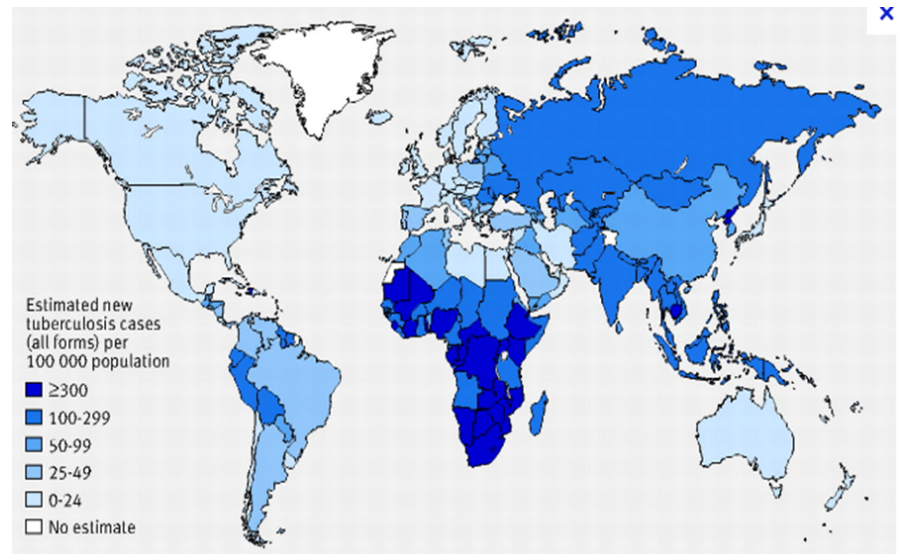 x
Estimated new
tuberculosis cases
(all forms) per
100 000 population
≥300
100-299
50-99
25-49
0-24
No estimate